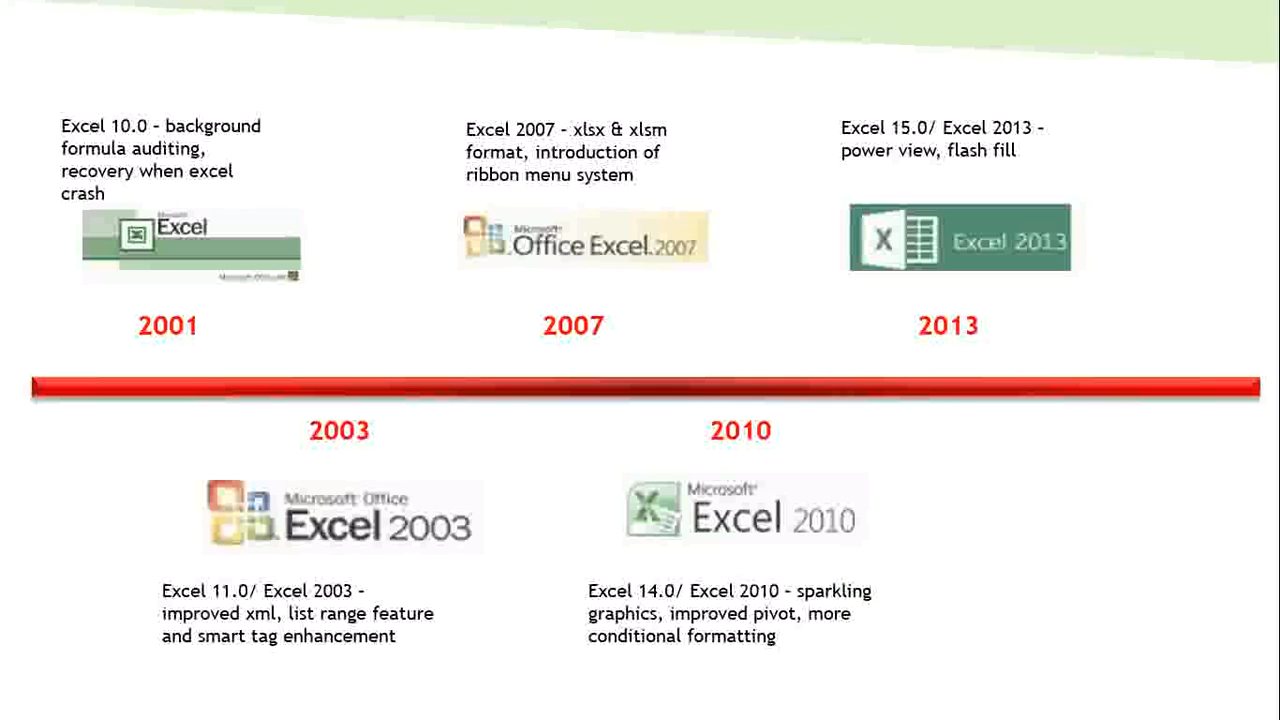 Excel 10.0 – background
formula auditing,
recovery when excel
crash
Microsoft
Excel
2001
Excel 2007 – xlsx & xlsm
format, introduction of
ribbon menu system
Microsoft
Office Excel 2007
2007
Excel 15.0/ Excel 2013 –
power view, flash fill
Excel 2013
2013
2003
Microsoft Office
Excel 2003
Excel 11.0/ Excel 2003 –
improved xml, list range feature
and smart tag enhancement
2010
Microsoft
Excel 2010
Excel 14.0/ Excel 2010 – sparkling
graphics, improved pivot, more
conditional formatting